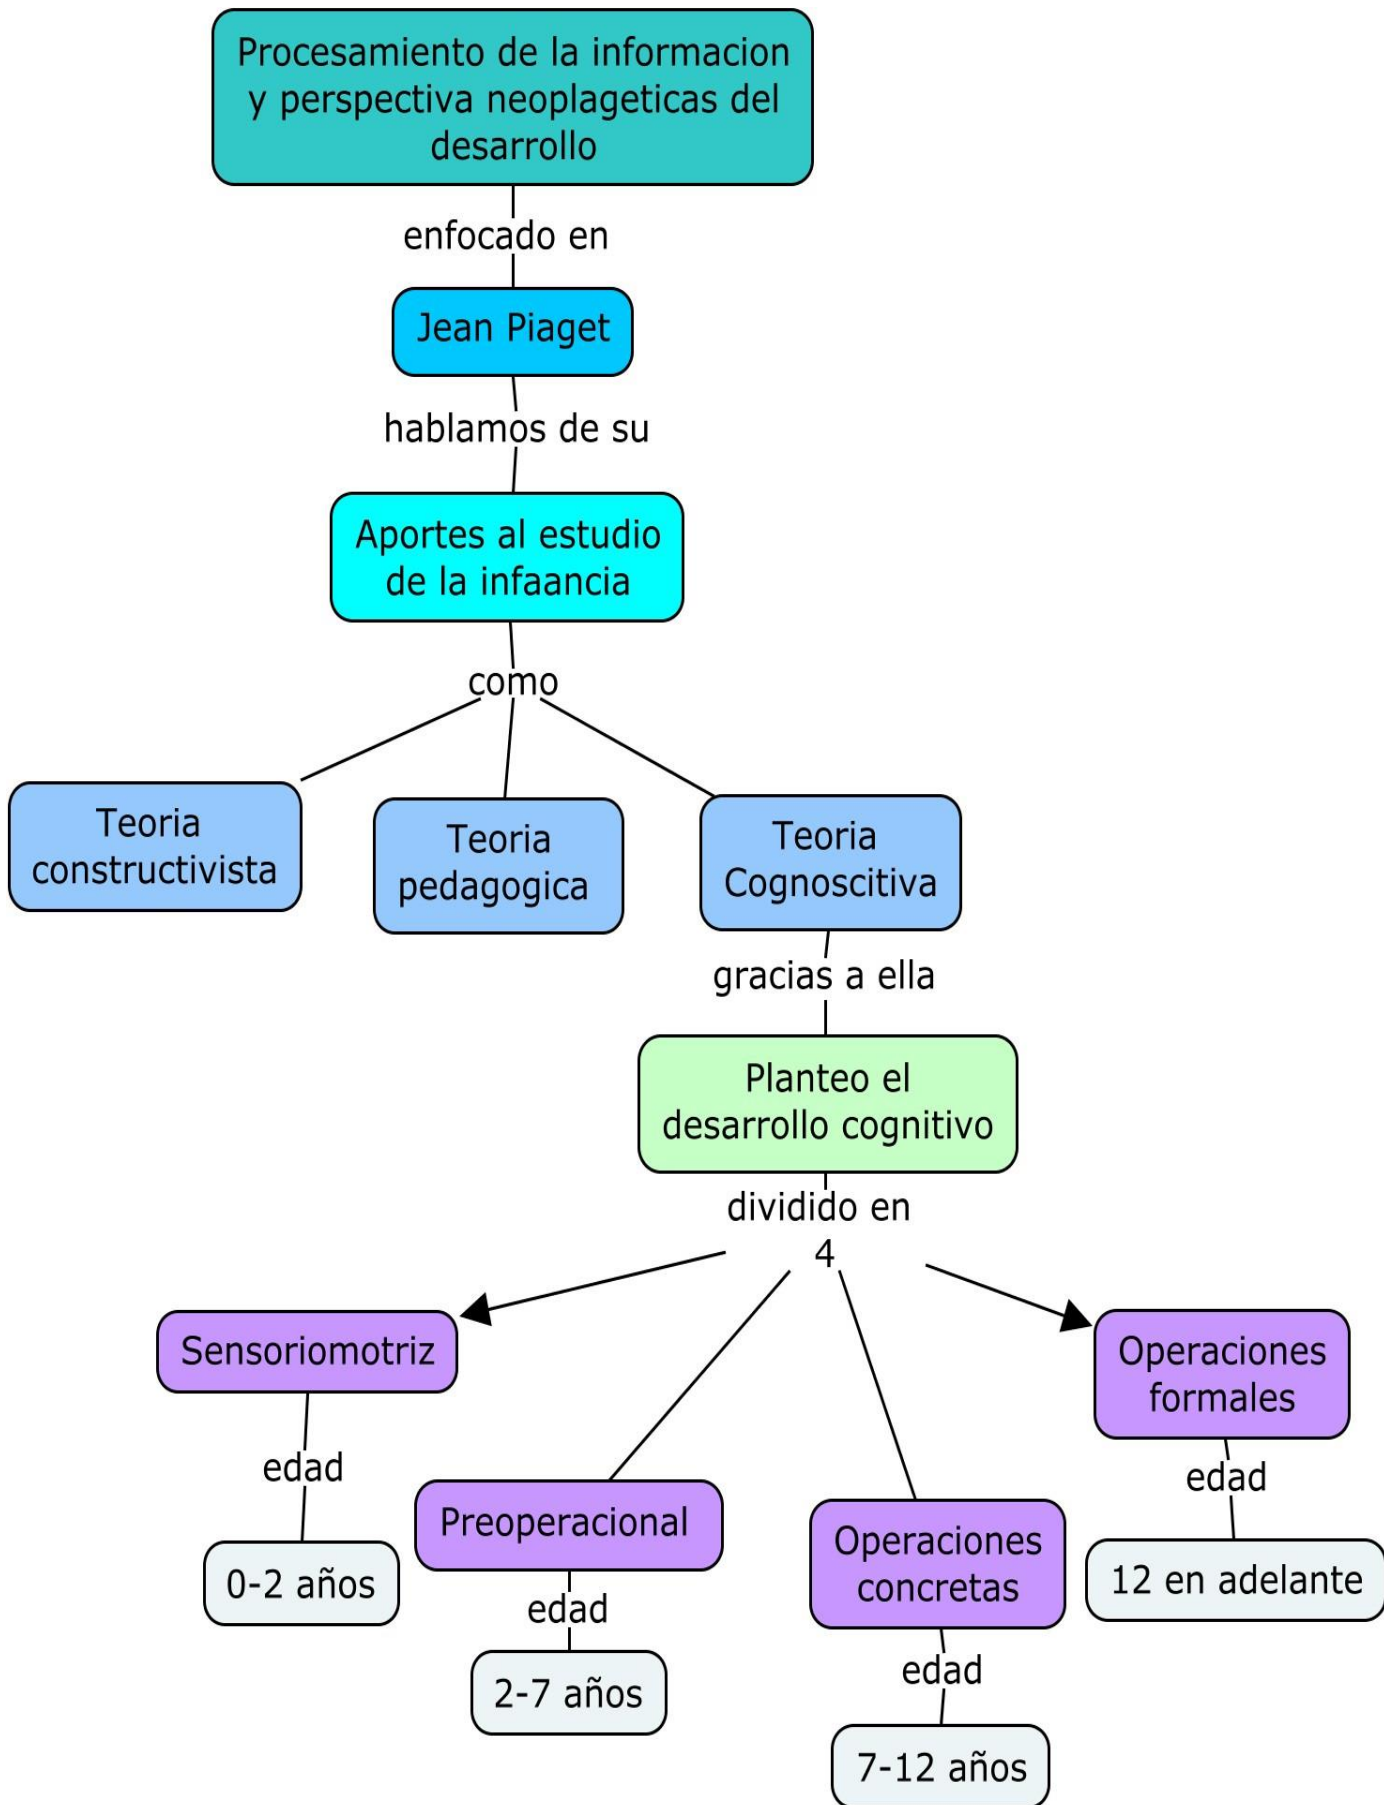 Procesamiento de la informacion
y perspectiva neoplageticas del
desarrollo
enfocado en
Jean Piaget
hablamos de su
Aportes al estudio
de la infaancia
como
Teoria
constructivista
Teoria
pedagogica
Teoria
Cognoscitiva
gracias a ella
Planteo el
desarrollo cognitivo
dividido en
4
Sensoriomotriz
edad
0-2 años
Preoperacional
edad
2-7 años
Operaciones
concretas
edad
7-12 años
Operaciones
formales
edad
12 en adelante